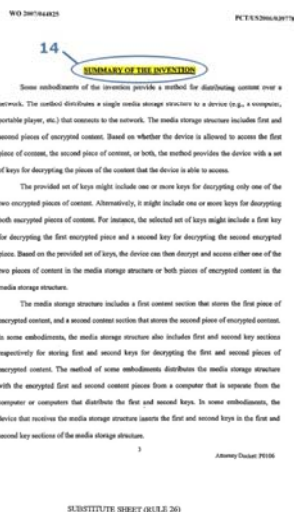 WO 2007/044825
PCT/US2006/039778
14
SUMMARY OF THE INVENTION
Some embodiments of the invention provide a method for distributing content over a
network. The method distributes a single media storage structure to a device (e.g., a computer,
portable player, etc.) that connects to the network. The media storage structure includes first and
second pieces of encrypted content. Based on whether the device is allowed to access the first
piece of content, the second piece of content, or both, the method provides the device with a set
of keys for decrypting the pieces of the content that the device is able to access.
The provided set of keys might include one or more keys for decrypting only one of the
two encrypted pieces of content. Alternatively, it might include one or more keys for decrypting
both encrypted pieces of content. For instance, the selected set of keys might include a first key
for decrypting the first encrypted piece and a second key for decrypting the second encrypted
piece. Based on the provided set of keys, the device can then decrypt and access either one of the
two pieces of content in the media storage structure or both pieces of encrypted content in the
media storage structure.
The media storage structure includes a first content section that stores the first piece of
encrypted content, and a second content section that stores the second piece of encrypted content.
In some embodiments, the media storage structure also includes first and second key sections
respectively for storing first and second keys for decrypting the first and second pieces of
encrypted content. The method of some embodiments distributes the media storage structure
with the encrypted first and second content pieces from a computer that is separate from the
computer or computers that distribute the first and second keys. In some embodiments, the
device that receives the media storage structure inserts the first and second keys in the first and
second key sections of the media storage structure.
3
Attorney Docket: P0106
SUBSTITUTE SHEET (RULE 26)